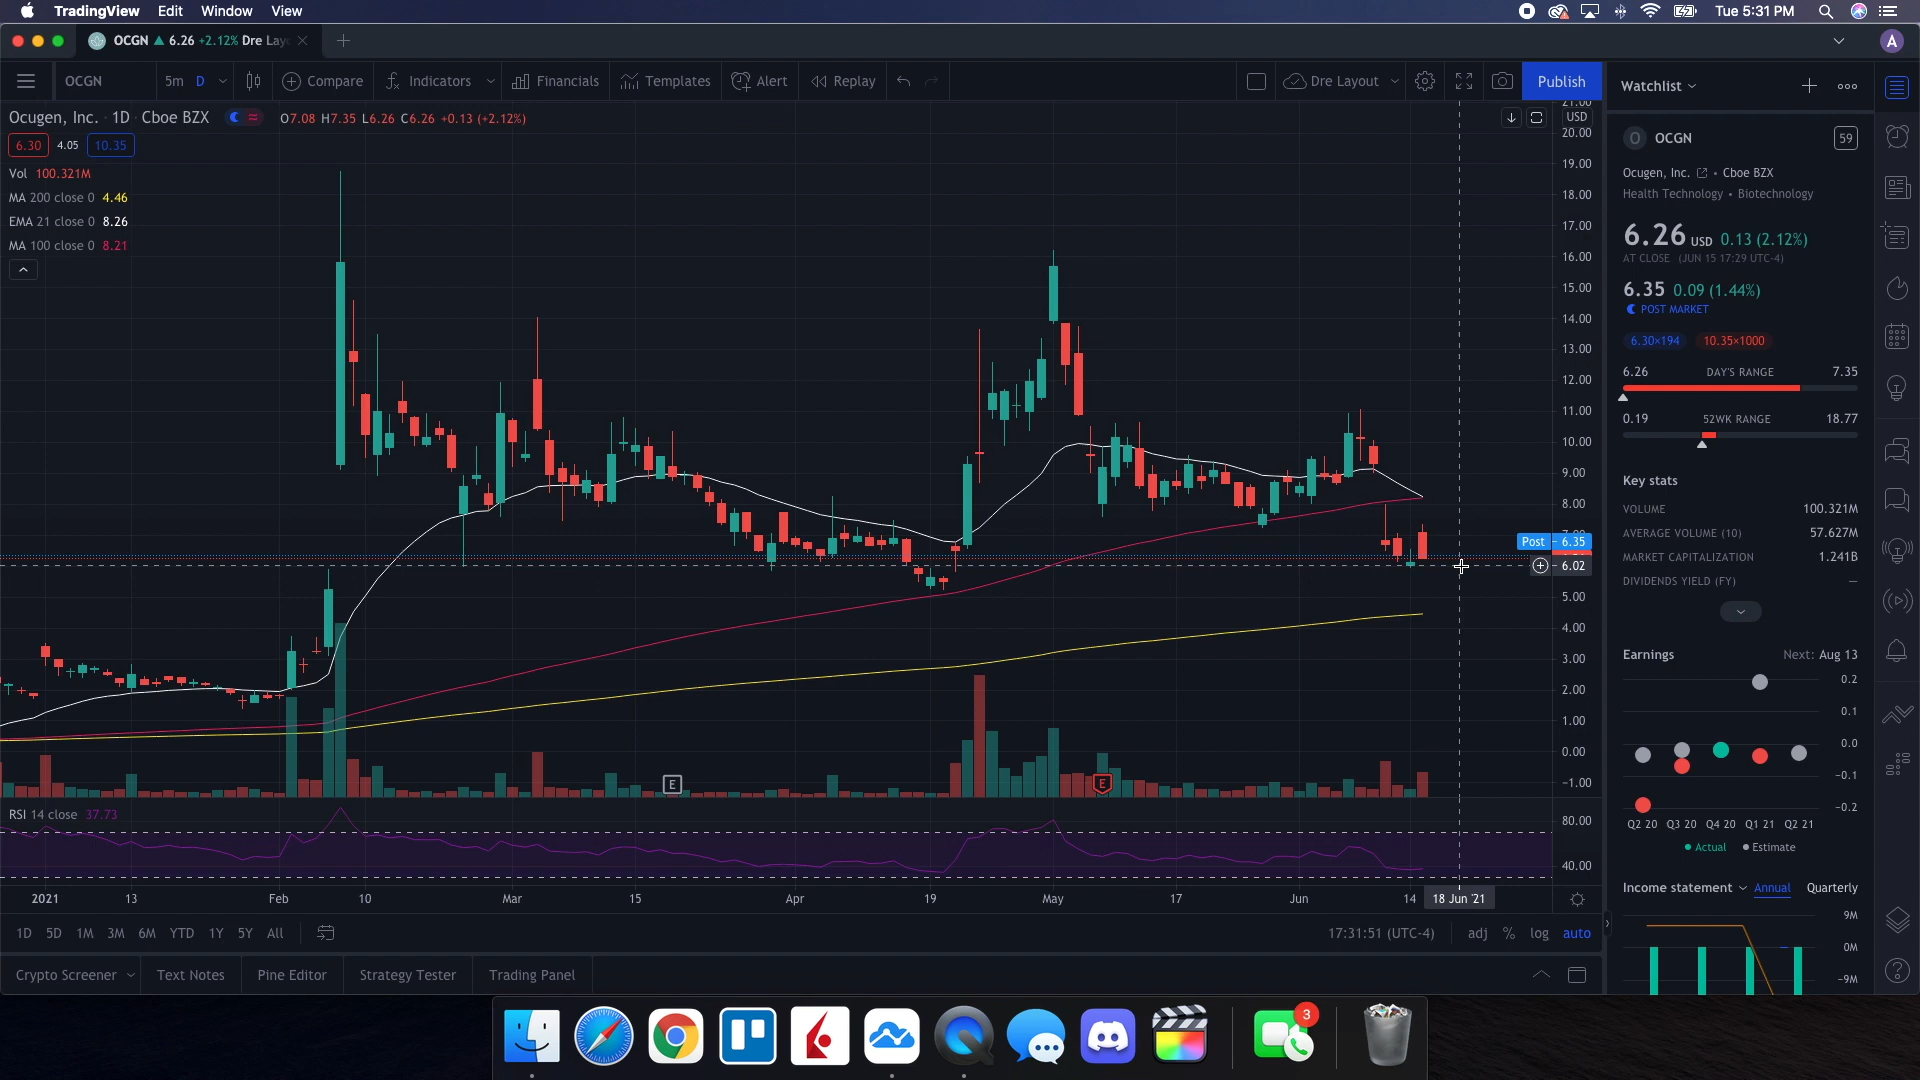 TradingView Edit Window View Tue 5:31 PM
OCGN ▲ 6.26 +2.12% Dre Lay A
OCGN 5m D Compare Indicators Financials Templates Alert Replay Dre Layout Publish
Watchlist
Ocugen, Inc. · 1D · Cboe BZX O7.08 H7.35 L6.26 C6.26 +0.13 (+2.12%)
6.30 4.05 10.35
Vol 100.321M
MA 200 close 0 4.46
EMA 21 close 0 8.26
MA 100 close 0 8.21
USD
21.00
20.00
19.00
18.00
17.00
16.00
15.00
14.00
13.00
12.00
11.00
10.00
9.00
8.00
7.00
Post 6.35
6.02
5.00
4.00
3.00
2.00
1.00
0.00
-1.00
E E
RSI 14 close 37.73
80.00
40.00
2021 13 Feb 10 Mar 15 Apr 19 May 17 Jun 14 18 Jun '21
1D 5D 1M 3M 6M YTD 1Y 5Y All 17:31:51 (UTC-4) adj % log auto
Crypto Screener Text Notes Pine Editor Strategy Tester Trading Panel
O OCGN 59
Ocugen, Inc. • Cboe BZX
Health Technology • Biotechnology
6.26 USD 0.13 (2.12%)
AT CLOSE (JUN 15 17:29 UTC-4)
6.35 0.09 (1.44%)
POST MARKET
6.30×194 10.35×1000
6.26 DAY'S RANGE 7.35
0.19 52WK RANGE 18.77
Key stats
VOLUME 100.321M
AVERAGE VOLUME (10) 57.627M
MARKET CAPITALIZATION 1.241B
DIVIDENDS YIELD (FY) —
Earnings Next: Aug 13
0.2
0.1
0.0
-0.1
-0.2
Q2 20 Q3 20 Q4 20 Q1 21 Q2 21
Actual Estimate
Income statement Annual Quarterly
9M
0M
-9M
3